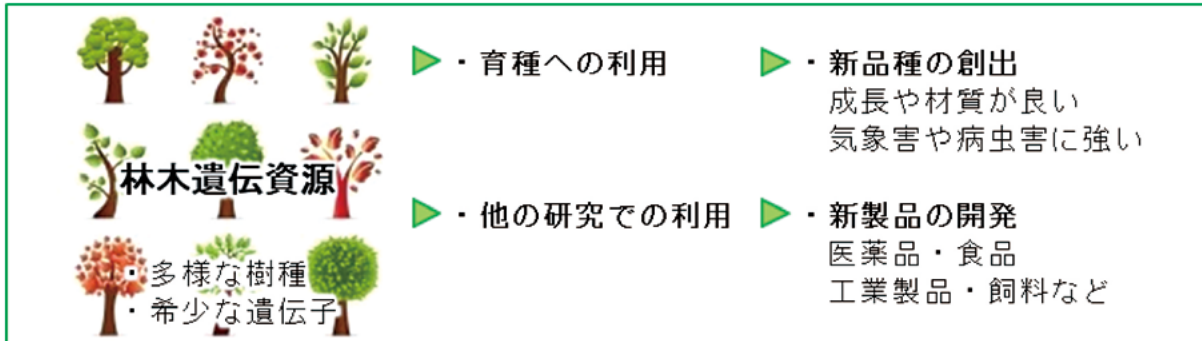 林木遺伝資源
・多様な樹種
・希少な遺伝子
・育種への利用
・新品種の創出
成長や材質が良い
気象害や病虫害に強い
・他の研究での利用
・新製品の開発
医薬品・食品
工業製品・飼料など